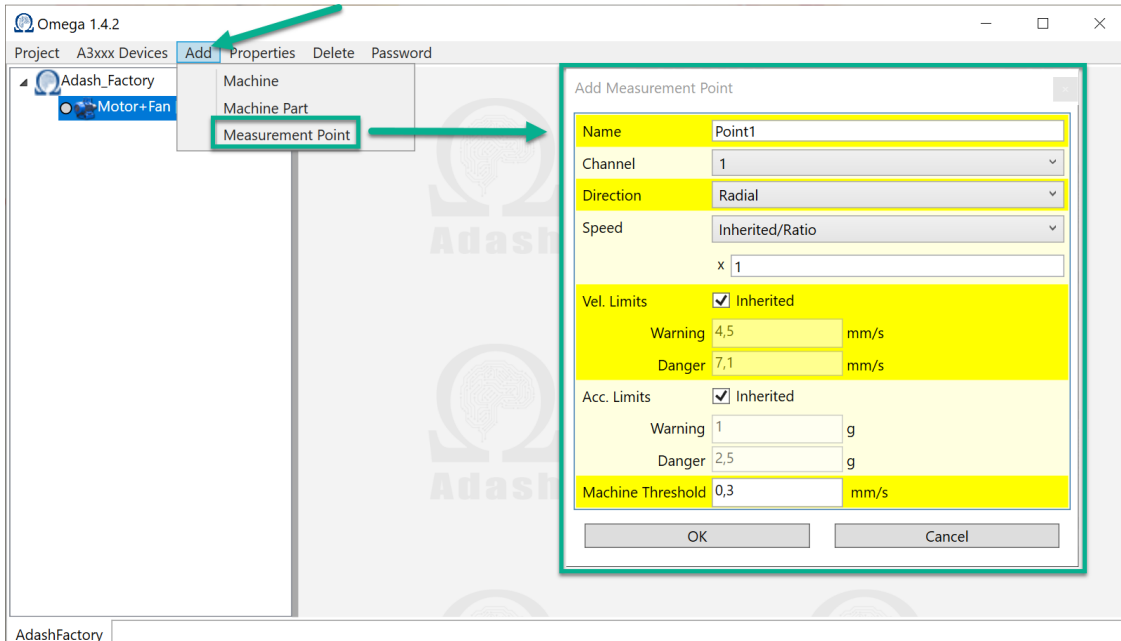 Omega 1.4.2
Project A3xxx Devices Add Properties Delete Password
Adash_Factory
Motor+Fan
Machine
Machine Part
Measurement Point
Add Measurement Point
Name Point1
Channel 1
Direction Radial
Speed Inherited/Ratio
x 1
Vel. Limits Inherited
Warning 4,5 mm/s
Danger 7,1 mm/s
Acc. Limits Inherited
Warning 1 g
Danger 2,5 g
Machine Threshold 0,3 mm/s
OK Cancel
Adash
Adash
AdashFactory